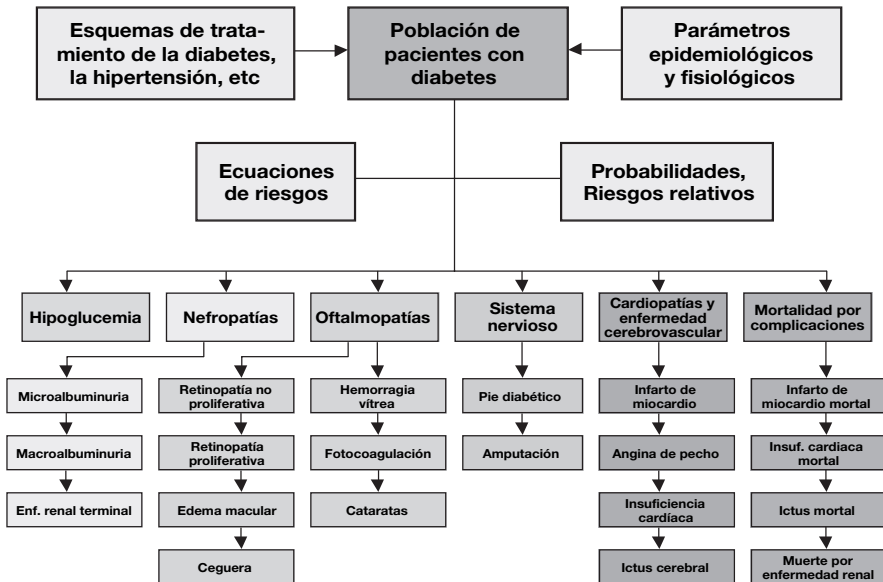 Esquemas de trata-
miento de la diabetes,
la hipertensión, etc
Población de
pacientes con
diabetes
Parámetros
epidemiológicos
y fisiológicos
Ecuaciones
de riesgos
Probabilidades,
Riesgos relativos
Hipoglucemia
Nefropatías
Oftalmopatías
Sistema
nervioso
Cardiopatías y
enfermedad
cerebrovascular
Mortalidad por
complicaciones
Microalbuminuria
Retinopatía no
proliferativa
Hemorragia
vítrea
Pie diabético
Infarto de
miocardio
Infarto de
miocardio mortal
Macroalbuminuria
Retinopatía
proliferativa
Fotocoagulación
Amputación
Angina de pecho
Insuf. cardiaca
mortal
Enf. renal terminal
Edema macular
Cataratas
Insuficiencia
cardíaca
Ictus mortal
Ceguera
Ictus cerebral
Muerte por
enfermedad renal